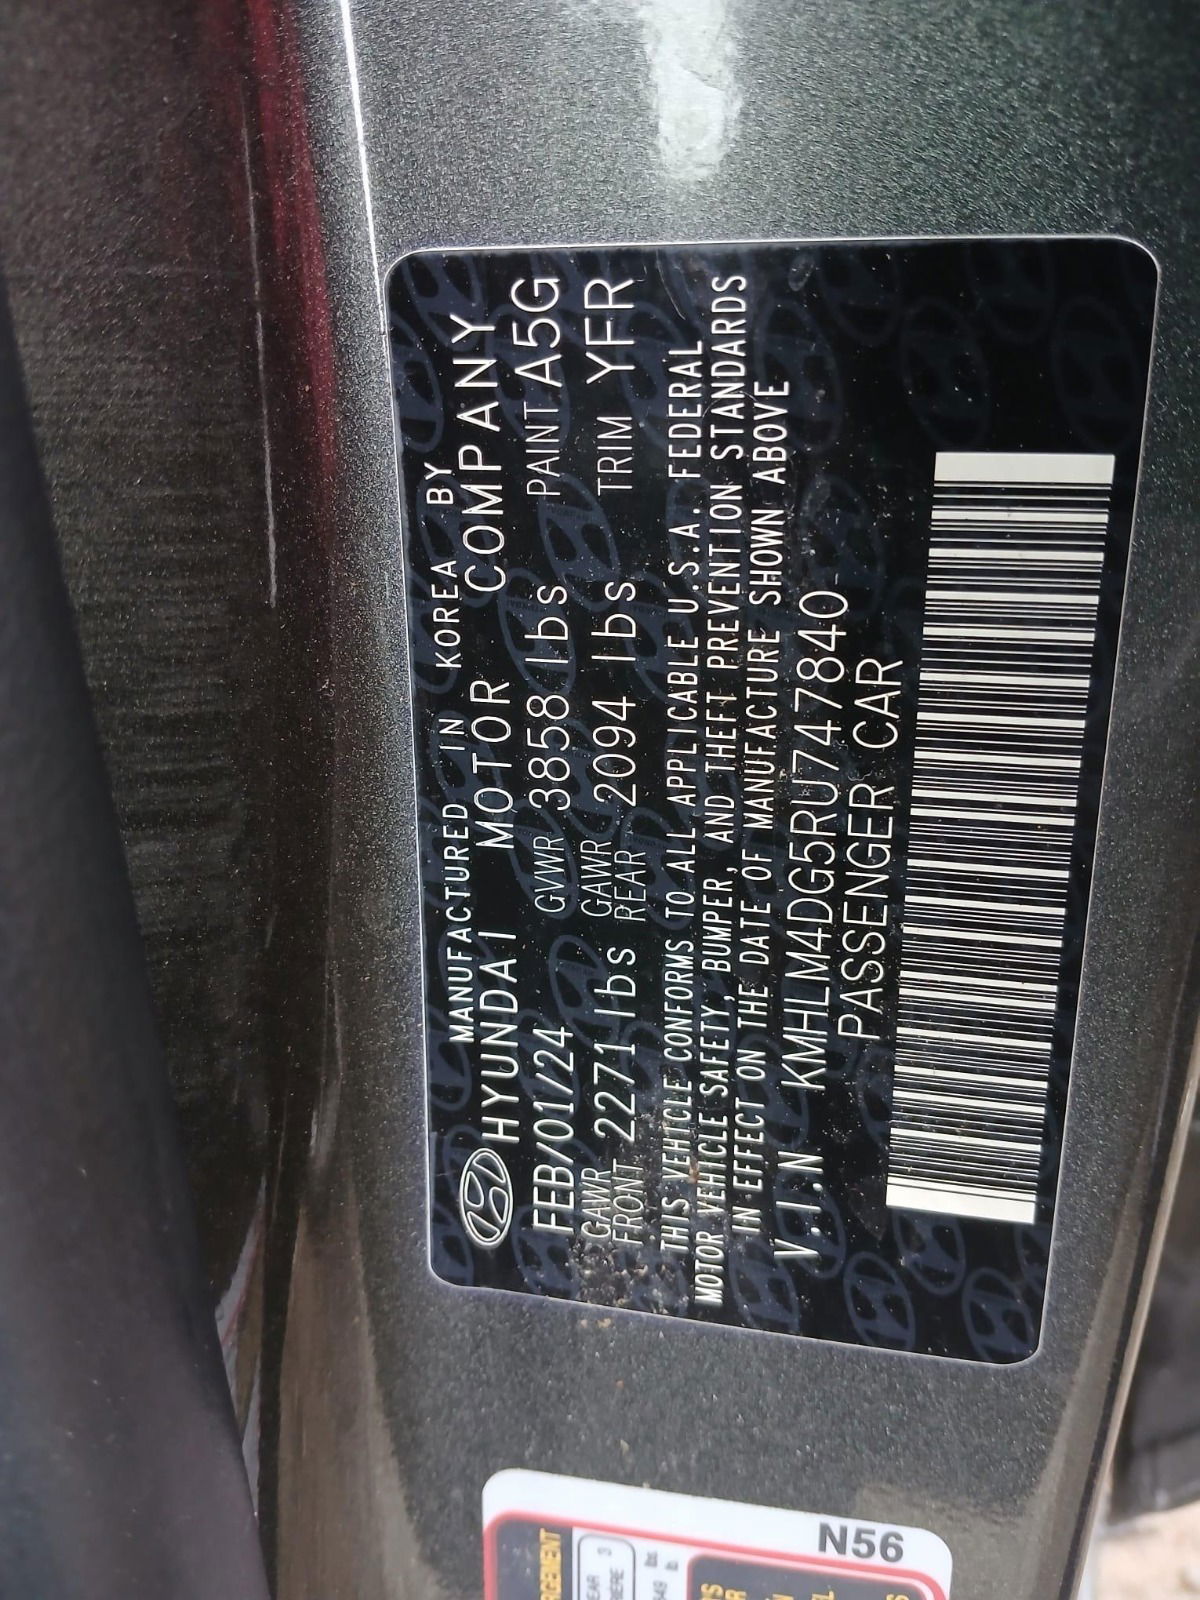 MANUFACTURED IN KOREA BY
HYUNDAI MOTOR COMPANY
FEB/01/24 GVWR 3858 lbs PAINT A5G
GAWR FRONT 2271 lbs GAWR REAR 2094 lbs TRIM YFR
THIS VEHICLE CONFORMS TO ALL APPLICABLE U.S.A. FEDERAL
MOTOR VEHICLE SAFETY, BUMPER, AND THEFT PREVENTION STANDARDS
IN EFFECT ON THE DATE OF MANUFACTURE SHOWN ABOVE
V.I.N KMHLM4DG5RU747840
PASSENGER CAR
N56